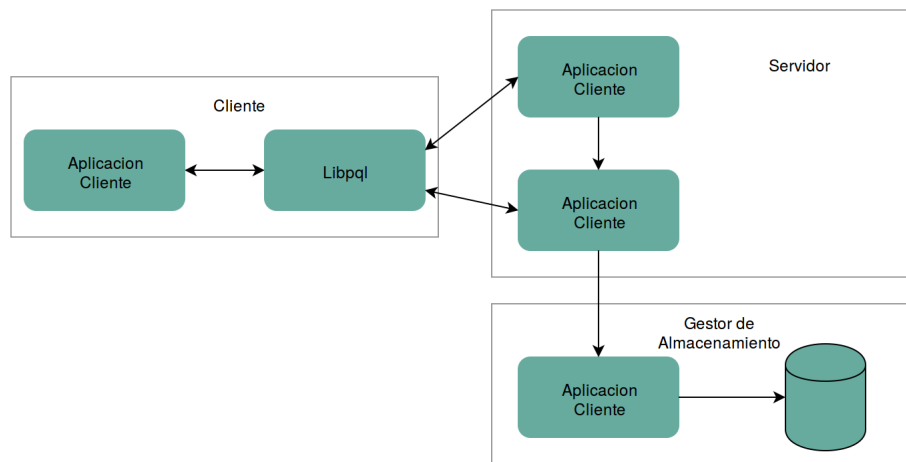 Cliente
Aplicacion
Cliente
Libpql
Servidor
Aplicacion
Cliente
Aplicacion
Cliente
Gestor de
Almacenamiento
Aplicacion
Cliente